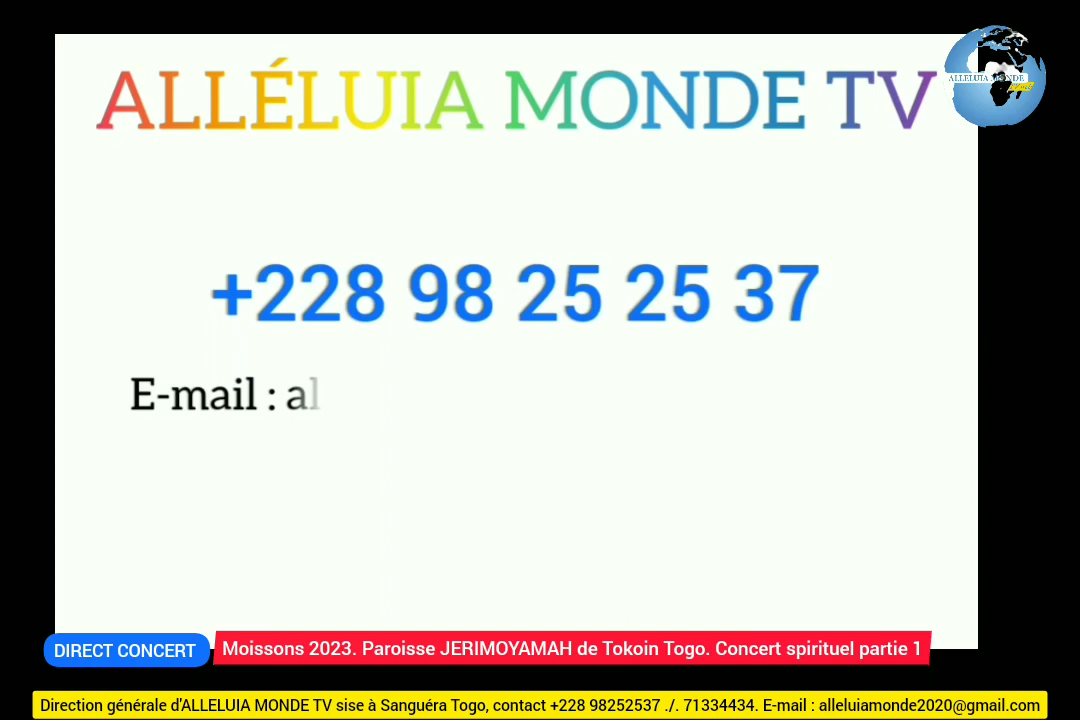 ALLÉLUIA MONDE TV
ALLELUIA MONDE
+228 98 25 25 37
E-mail : al
DIRECT CONCERT
Moissons 2023. Paroisse JERIMOYAMAH de Tokoin Togo. Concert spirituel partie 1
Direction générale d'ALLELUIA MONDE TV sise à Sanguéra Togo, contact +228 98252537 ./. 71334434. E-mail : alleluiamonde2020@gmail.com